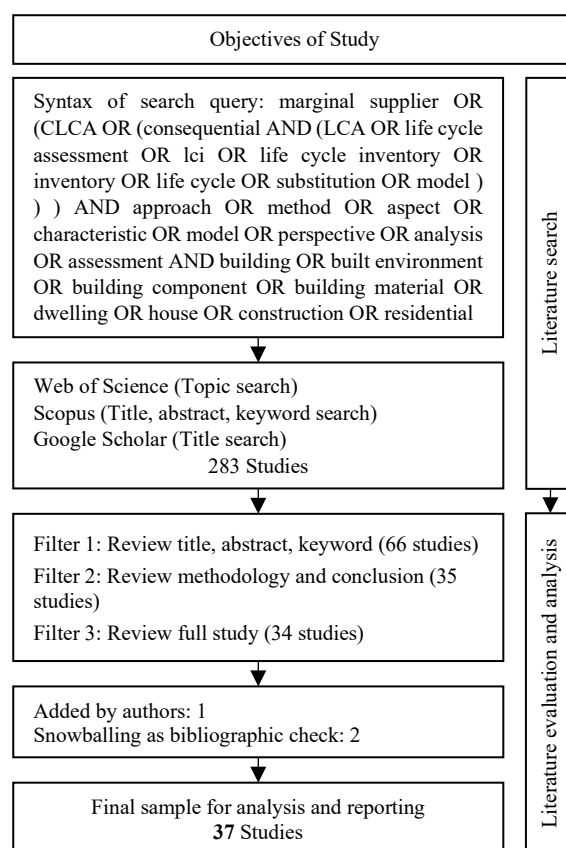 Objectives of Study
Syntax of search query: marginal supplier OR
(CLCA OR (consequential AND (LCA OR life cycle
assessment OR lci OR life cycle inventory OR
inventory OR life cycle OR substitution OR model )
) ) ) AND approach OR method OR aspect OR
characteristic OR model OR perspective OR analysis
OR assessment AND building OR built environment
OR building component OR building material OR
dwelling OR house OR construction OR residential
Literature search
Web of Science (Topic search)
Scopus (Title, abstract, keyword search)
Google Scholar (Title search)
283 Studies
Filter 1: Review title, abstract, keyword (66 studies)
Filter 2: Review methodology and conclusion (35
studies)
Filter 3: Review full study (34 studies)
Literature evaluation and analysis
Added by authors: 1
Snowballing as bibliographic check: 2
Final sample for analysis and reporting
37 Studies